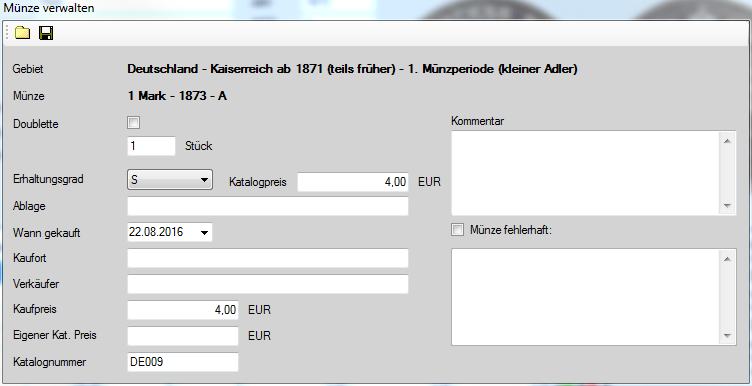 Münze verwalten
Gebiet Deutschland - Kaiserreich ab 1871 (teils früher) - 1. Münzperiode (kleiner Adler)
Münze 1 Mark - 1873 - A
Doublette
1 Stück
Kommentar
Erhaltungsgrad S Katalogpreis 4,00 EUR
Ablage
Wann gekauft 22.08.2016
Münze fehlerhaft:
Kaufort
Verkäufer
Kaufpreis 4,00 EUR
Eigener Kat. Preis EUR
Katalognummer DE009